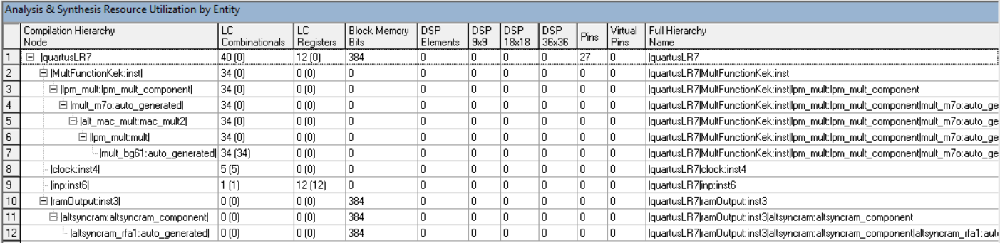 Analysis & Synthesis Resource Utilization by Entity
Compilation Hierarchy Node LC Combinationals LC Registers Block Memory Bits DSP Elements DSP 9x9 DSP 18x18 DSP 36x36 Pins Virtual Pins Full Hierarchy Name
1 |quartusLR7 40 (0) 12 (0) 384 0 0 0 0 27 0 |quartusLR7
2 |MultFunctionKek:inst| 34 (0) 0 (0) 0 0 0 0 0 0 0 |quartusLR7|MultFunctionKek:inst
3 |lpm_mult:lpm_mult_component| 34 (0) 0 (0) 0 0 0 0 0 0 0 |quartusLR7|MultFunctionKek:inst|lpm_mult:lpm_mult_component
4 |mult_m7o:auto_generated| 34 (0) 0 (0) 0 0 0 0 0 0 0 |quartusLR7|MultFunctionKek:inst|lpm_mult:lpm_mult_component|mult_m7o:auto_ge
5 |alt_mac_mult:mac_mult2| 34 (0) 0 (0) 0 0 0 0 0 0 0 |quartusLR7|MultFunctionKek:inst|lpm_mult:lpm_mult_component|mult_m7o:auto_ge
6 |lpm_mult:mult| 34 (0) 0 (0) 0 0 0 0 0 0 0 |quartusLR7|MultFunctionKek:inst|lpm_mult:lpm_mult_component|mult_m7o:auto_ge
7 |mult_bg61:auto_generated| 34 (34) 0 (0) 0 0 0 0 0 0 0 |quartusLR7|MultFunctionKek:inst|lpm_mult:lpm_mult_component|mult_m7o:auto_ge
8 |clock:inst4| 5 (5) 0 (0) 0 0 0 0 0 0 0 |quartusLR7|clock:inst4
9 |inp:inst6| 1 (1) 12 (12) 0 0 0 0 0 0 0 |quartusLR7|inp:inst6
10 |ramOutput:inst3| 0 (0) 0 (0) 384 0 0 0 0 0 0 |quartusLR7|ramOutput:inst3
11 |altsyncram:altsyncram_component| 0 (0) 0 (0) 384 0 0 0 0 0 0 |quartusLR7|ramOutput:inst3|altsyncram:altsyncram_component
12 |altsyncram_rfa1:auto_generated| 0 (0) 0 (0) 384 0 0 0 0 0 0 |quartusLR7|ramOutput:inst3|altsyncram:altsyncram_component|altsyncram_rfa1:aut